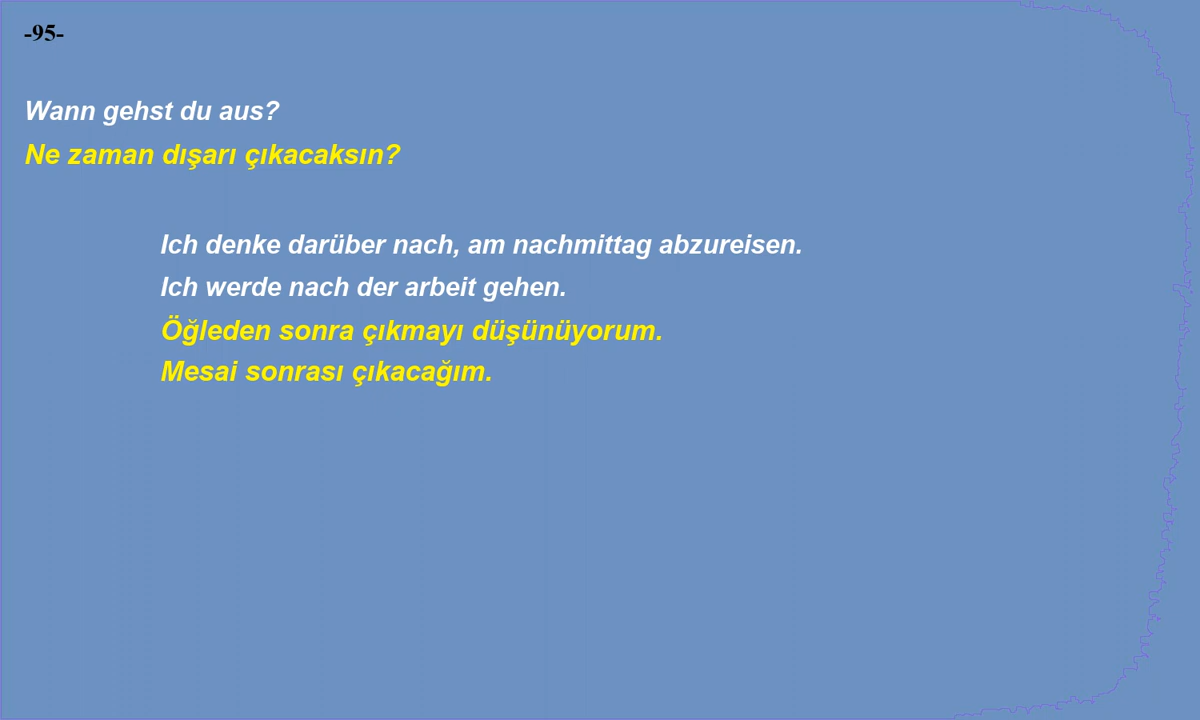 -95-
Wann gehst du aus?
Ne zaman dışarı çıkacaksın?
Ich denke darüber nach, am nachmittag abzureisen.
Ich werde nach der arbeit gehen.
Öğleden sonra çıkmayı düşünüyorum.
Mesai sonrası çıkacağım.